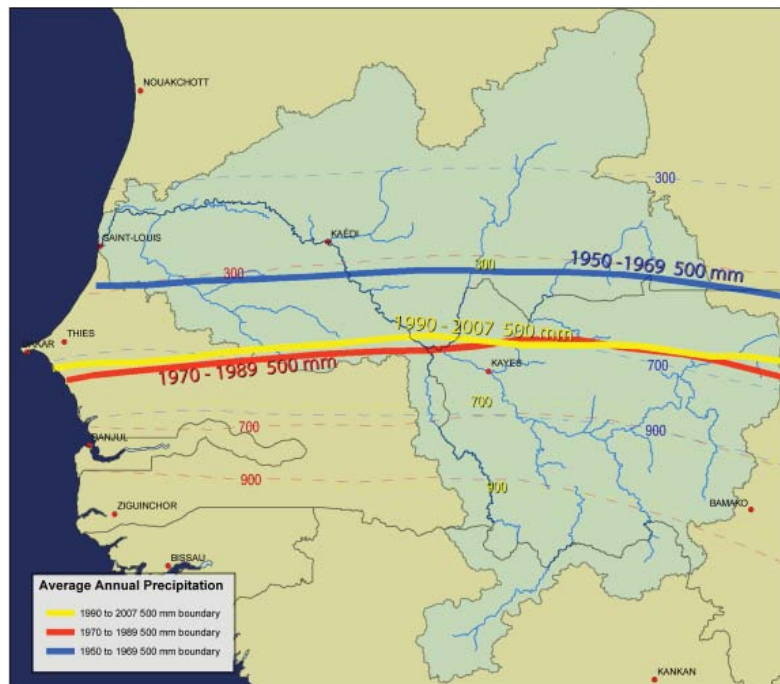 NOUAKCHOTT
300
300
SAINT-LOUIS
KAÉDI
300
300
1950 -1969 500 mm
1990 - 2007 500 mm
THIES
DAKAR
1970 - 1989 500 mm
KAYES
700
700
700
900
BANJUL
900
900
BAMAKO
ZIGUINCHOR
BISSAU
Average Annual Precipitation
1990 to 2007 500 mm boundary
1970 to 1989 500 mm boundary
1950 to 1969 500 mm boundary
KANKAN